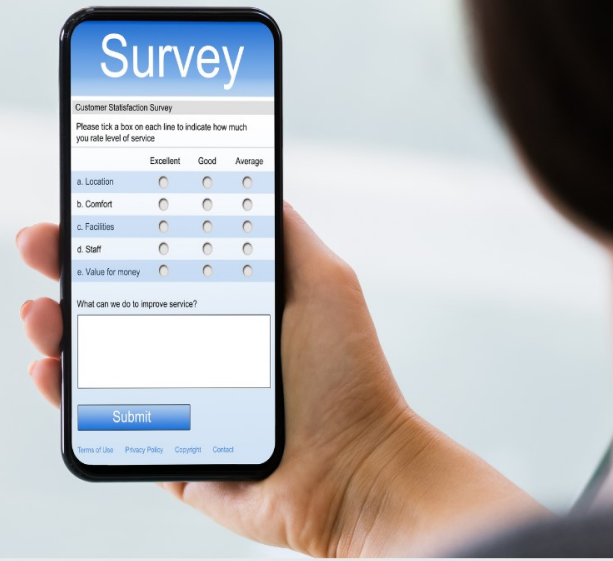 Survey
Customer Statisfaction Survey
Please tick a box on each line to indicate how much
you rate level of service
Excellent Good Average
a. Location
b. Comfort
c. Facilities
d. Staff
e. Value for money
What can we do to improve service?
Submit
Terms of Use Privacy Policy Copyright Contact